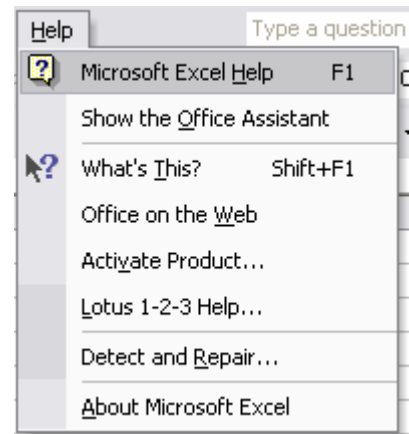 Help Type a question
Microsoft Excel Help F1
Show the Office Assistant
What's This? Shift+F1
Office on the Web
Activate Product...
Lotus 1-2-3 Help...
Detect and Repair...
About Microsoft Excel